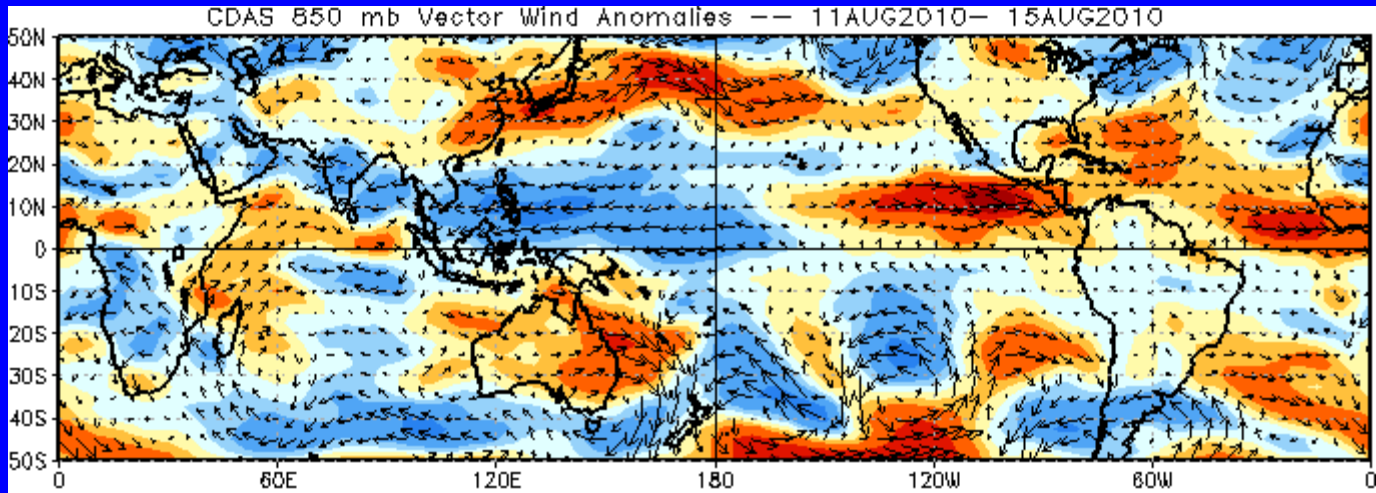 CDAS 850 mb Vector Wind Anomalies -- 11AUG2010- 15AUG2010
50N
40N
30N
20N
10N
0
10S
20S
30S
40S
50S
0 60E 120E 180 120W 60W 0